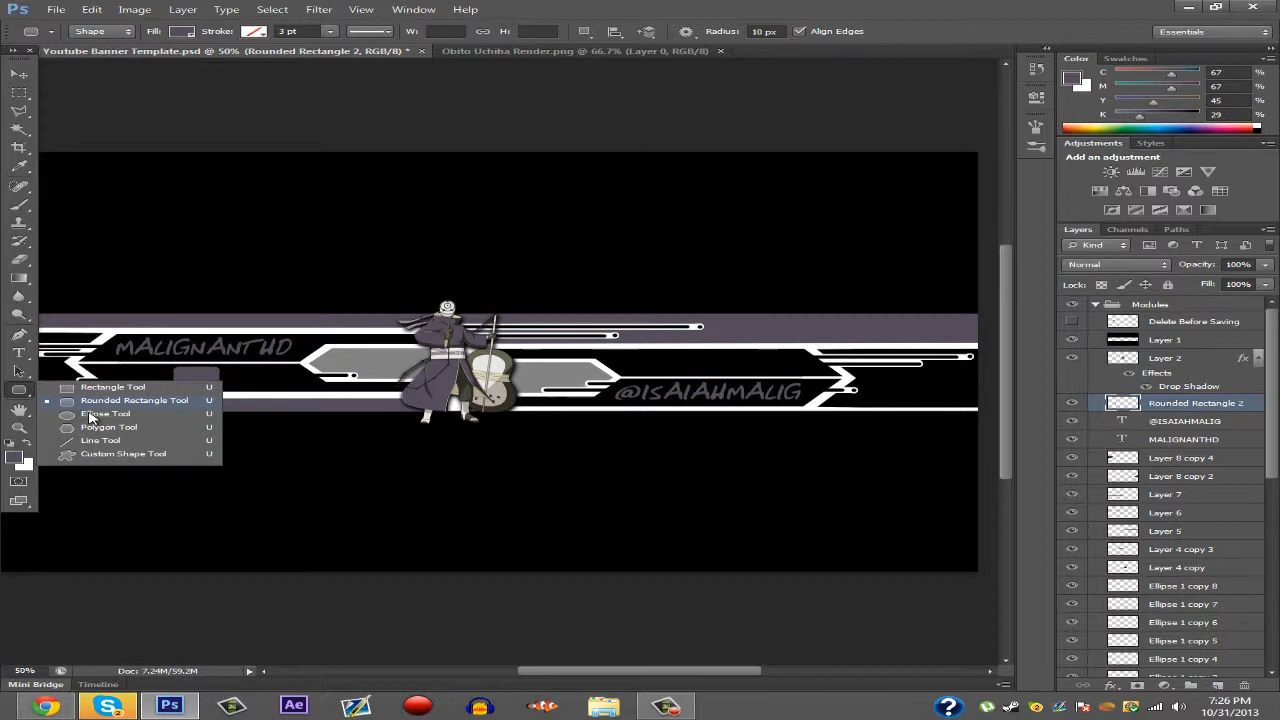 Ps File Edit Image Layer Type Select Filter View Window Help
Shape Fill: Stroke: 3 pt W: H: Radius: 10 px Align Edges Essentials
Youtube Banner Template.psd @ 50% (Rounded Rectangle 2, RGB/8) * × Obito Uchiha Render.png @ 66.7% (Layer 0, RGB/8) ×
Color Swatches
C 67 %
M 67 %
Y 45 %
K 29 %
Adjustments Styles
Add an adjustment
Layers Channels Paths
Kind
Normal Opacity: 100%
Lock: Fill: 100%
Modules
Delete Before Saving
Layer 1
Layer 2 fx
Effects
Drop Shadow
Rounded Rectangle 2
T @ISAIAHMALIG
T MALIGNANTHD
Layer 8 copy 4
Layer 8 copy 2
Layer 7
Layer 6
Layer 5
Layer 4 copy 3
Layer 4 copy
Ellipse 1 copy 8
Ellipse 1 copy 7
Ellipse 1 copy 6
Ellipse 1 copy 5
Ellipse 1 copy 4
MALIGNANTHD
@ISAIAHMALIG
Rectangle Tool U
Rounded Rectangle Tool U
Ellipse Tool U
Polygon Tool U
Line Tool U
Custom Shape Tool U
50% Doc: 7.24M/59.2M
Mini Bridge Timeline
Ps Ae
7:26 PM
10/31/2013